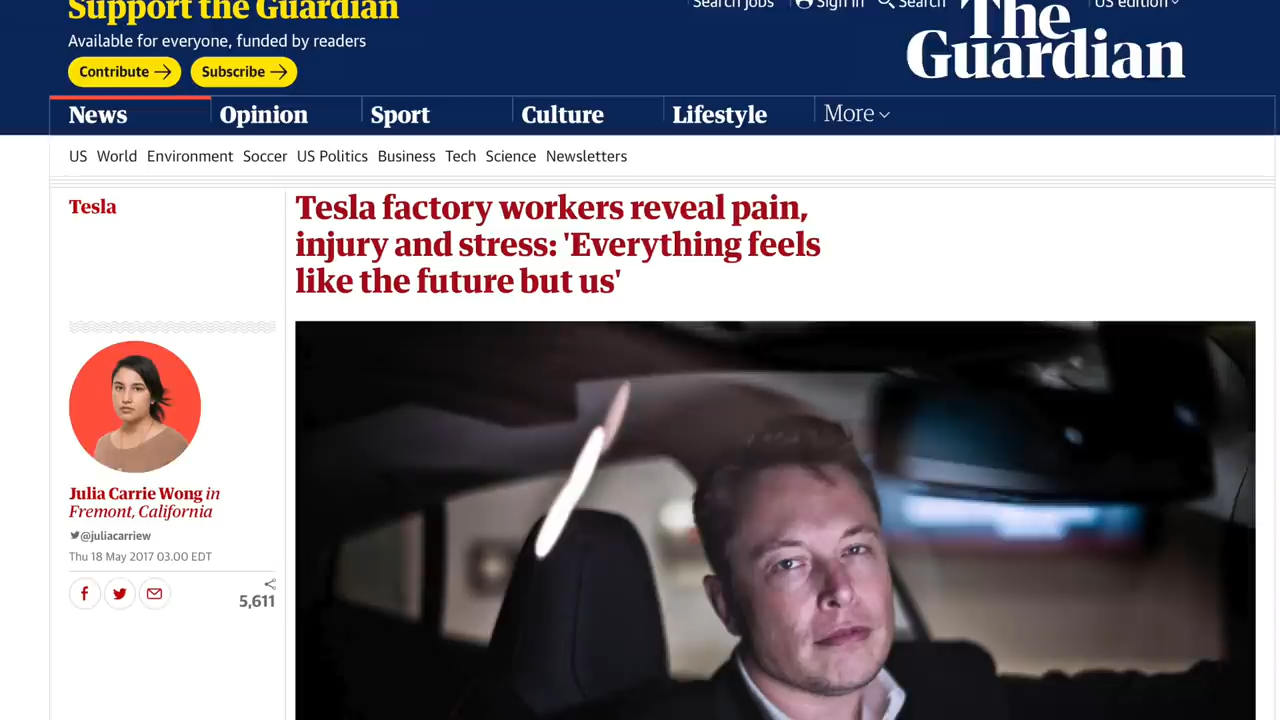 Support the Guardian
Available for everyone, funded by readers
Contribute
Subscribe
Search jobs
Sign in
Search
US edition
The
Guardian
News
Opinion
Sport
Culture
Lifestyle
More
US World Environment Soccer US Politics Business Tech Science Newsletters
Tesla
Tesla factory workers reveal pain,
injury and stress: 'Everything feels
like the future but us'
Julia Carrie Wong in
Fremont, California
@juliacarriew
Thu 18 May 2017 03.00 EDT
5,611